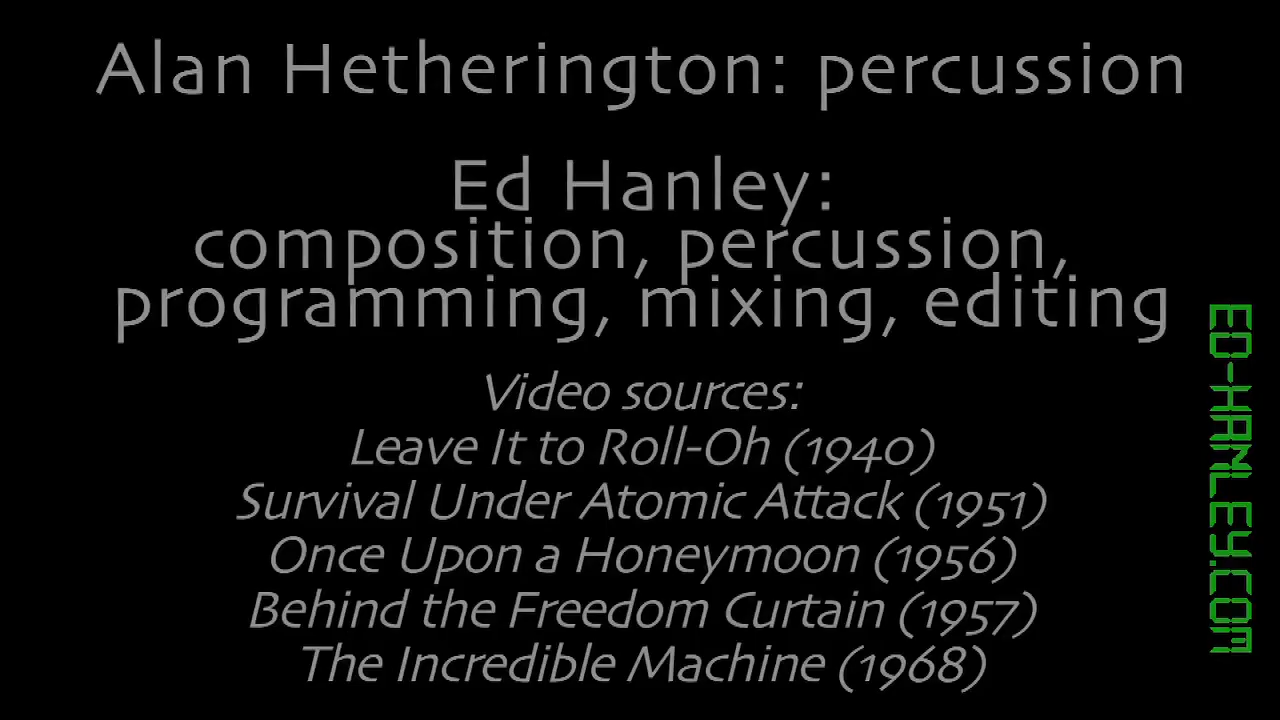 Alan Hetherington: percussion
Ed Hanley:
composition, percussion,
programming, mixing, editing
Video sources:
Leave It to Roll-Oh (1940)
Survival Under Atomic Attack (1951)
Once Upon a Honeymoon (1956)
Behind the Freedom Curtain (1957)
The Incredible Machine (1968)
ED-HANLEY.COM